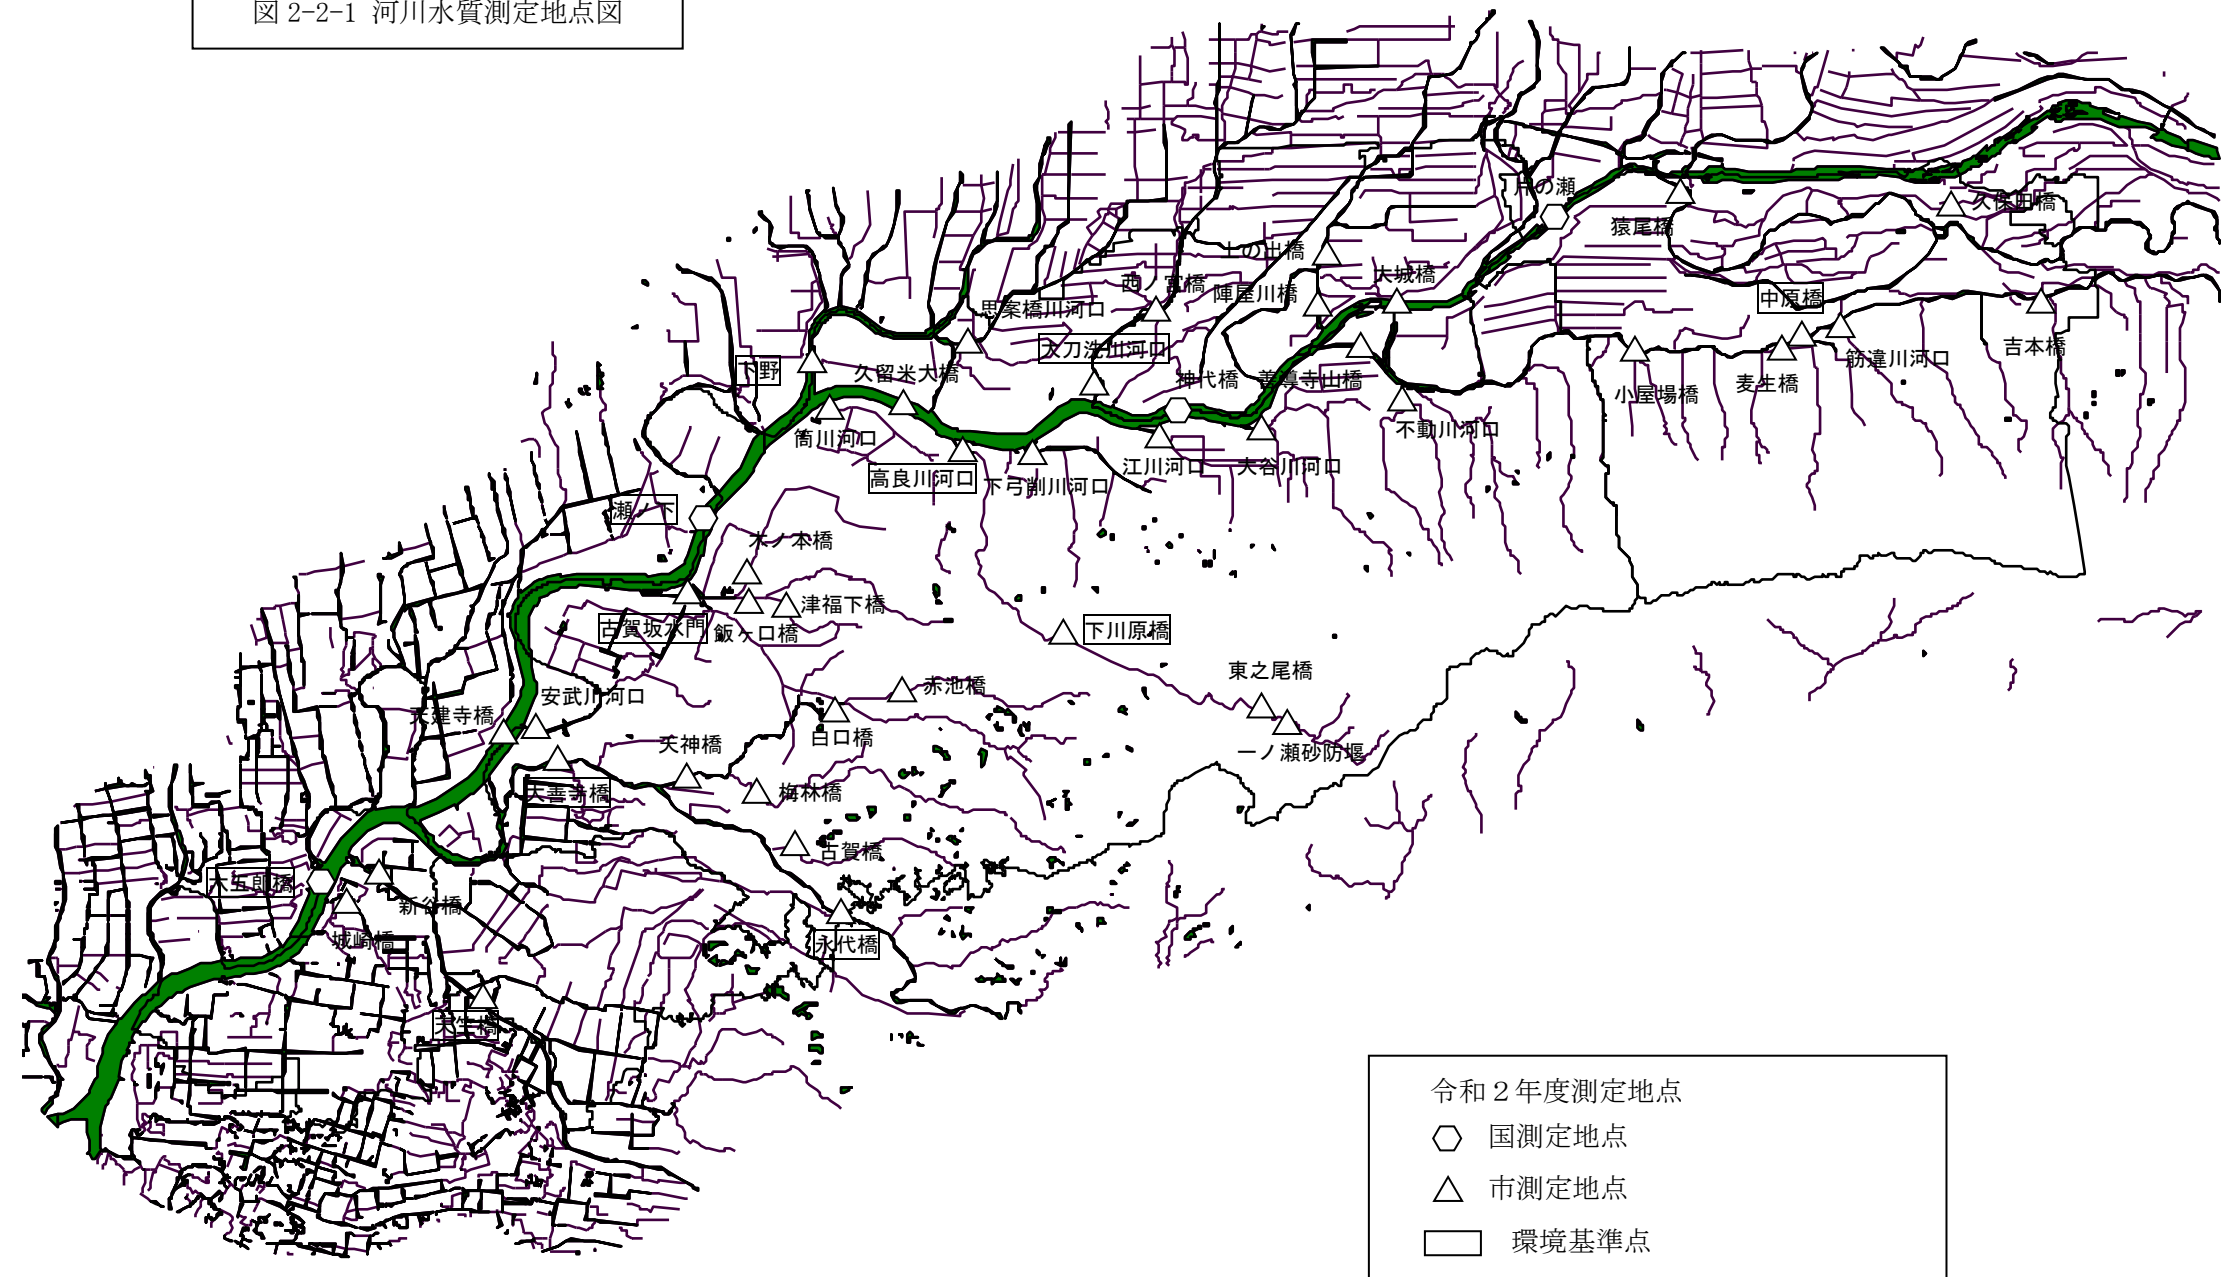 図 2-2-1 河川水質測定地点図
片の瀬
久保田橋
猿尾橋
上の出橋
大城橋
西ノ宮橋
陣屋川橋
中原橋
思案橋川河口
太刀洗川河口
吉本橋
筋違川河口
下野
久留米大橋
神代橋
善導寺山橋
麦生橋
小屋場橋
筒川河口
不動川河口
高良川河口
下弓削川河口
江川河口
大谷川河口
瀬ノ下
木ノ本橋
津福下橋
古賀坂水門
飯ヶ口橋
下川原橋
東之尾橋
赤池橋
安武川河口
天建寺橋
白口橋
天神橋
一ノ瀬砂防堰
大善寺橋
梅林橋
古賀橋
六五郎橋
新谷橋
城崎橋
永代橋
天竺橋
令和２年度測定地点
国測定地点
市測定地点
環境基準点